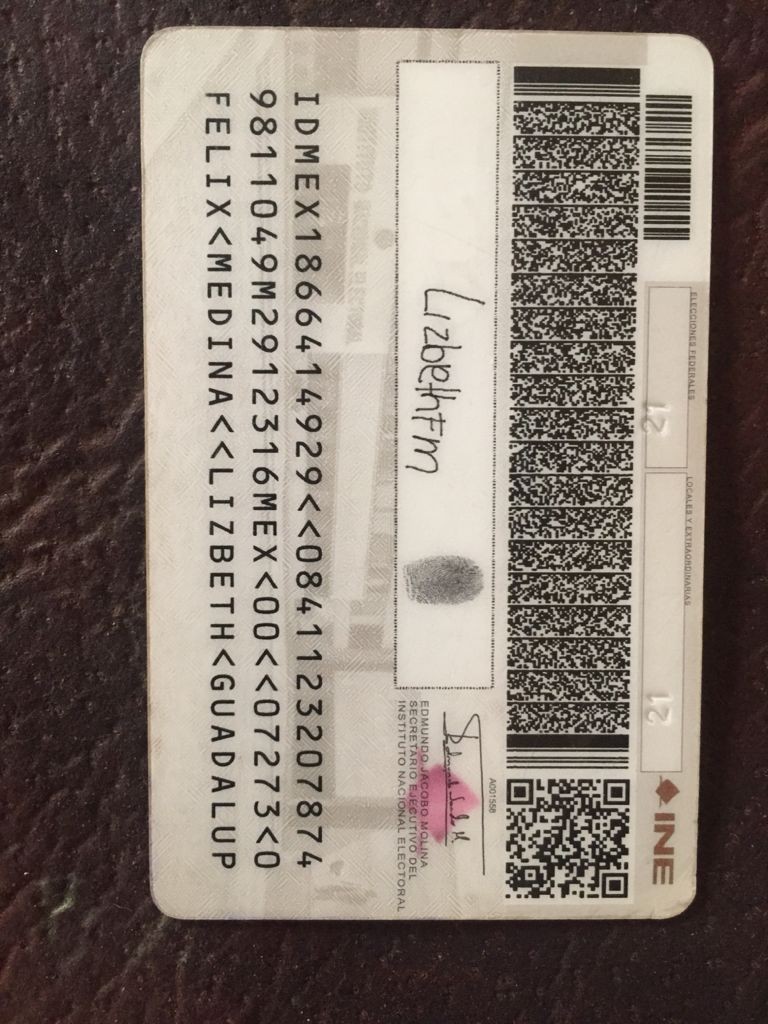 ELECCIONES FEDERALES
LOCALES Y EXTRAORDINARIAS
21
21
INE
LizbethFM
A001558
EDMUNDO JACOBO MOLINA
SECRETARIO EJECUTIVO DEL
INSTITUTO NACIONAL ELECTORAL
IDMEX1866414929<<0841123207874
9811049M2912316MEX<00<<07273<0
FELIX<MEDINA<<LIZBETH<GUADALUP